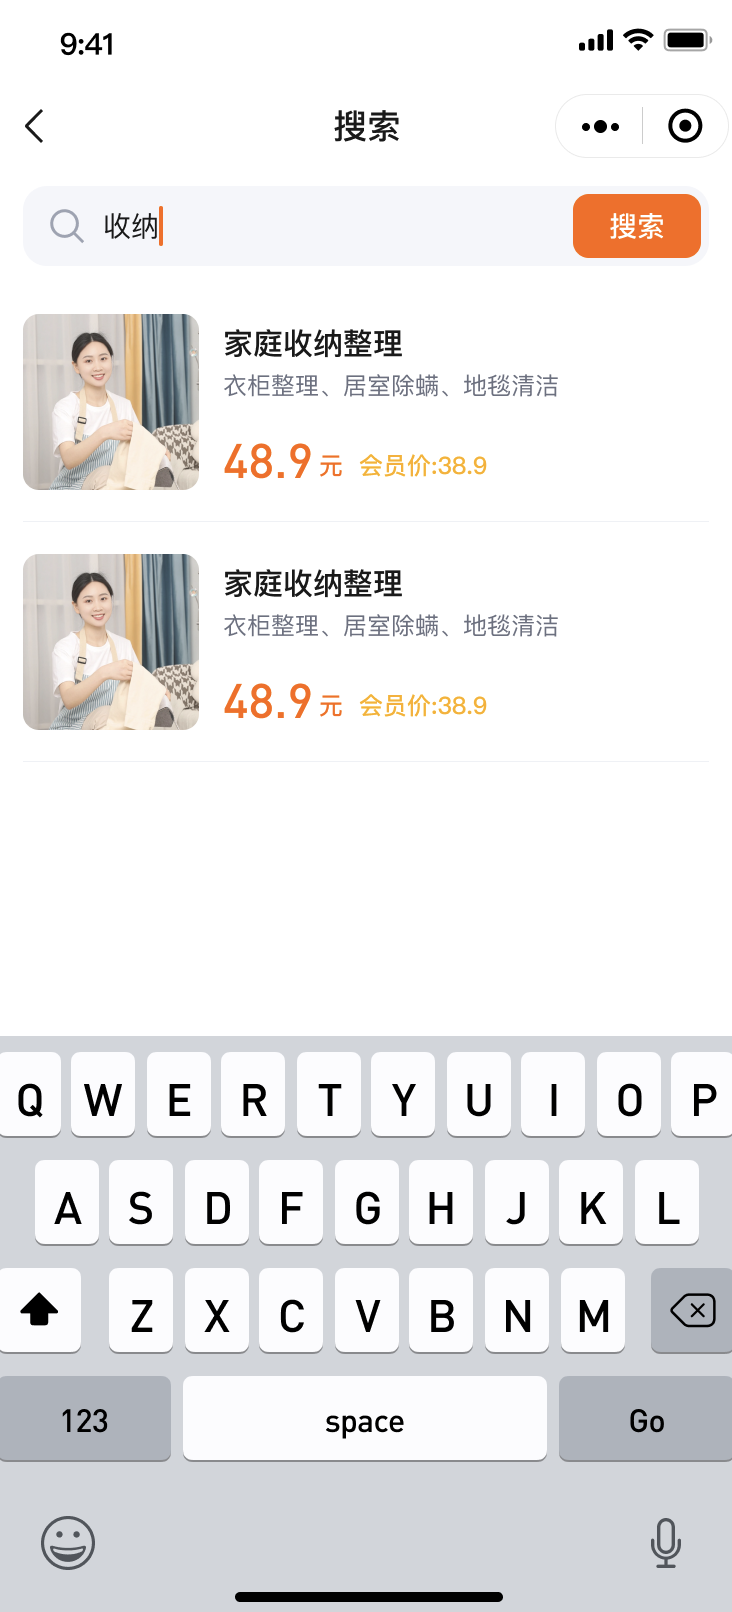 9:41
搜索
收纳
搜索
家庭收纳整理
衣柜整理、居室除螨、地毯清洁
48.9 元 会员价:38.9
家庭收纳整理
衣柜整理、居室除螨、地毯清洁
48.9 元 会员价:38.9
Q W E R T Y U I O P
A S D F G H J K L
Z X C V B N M
123 space Go